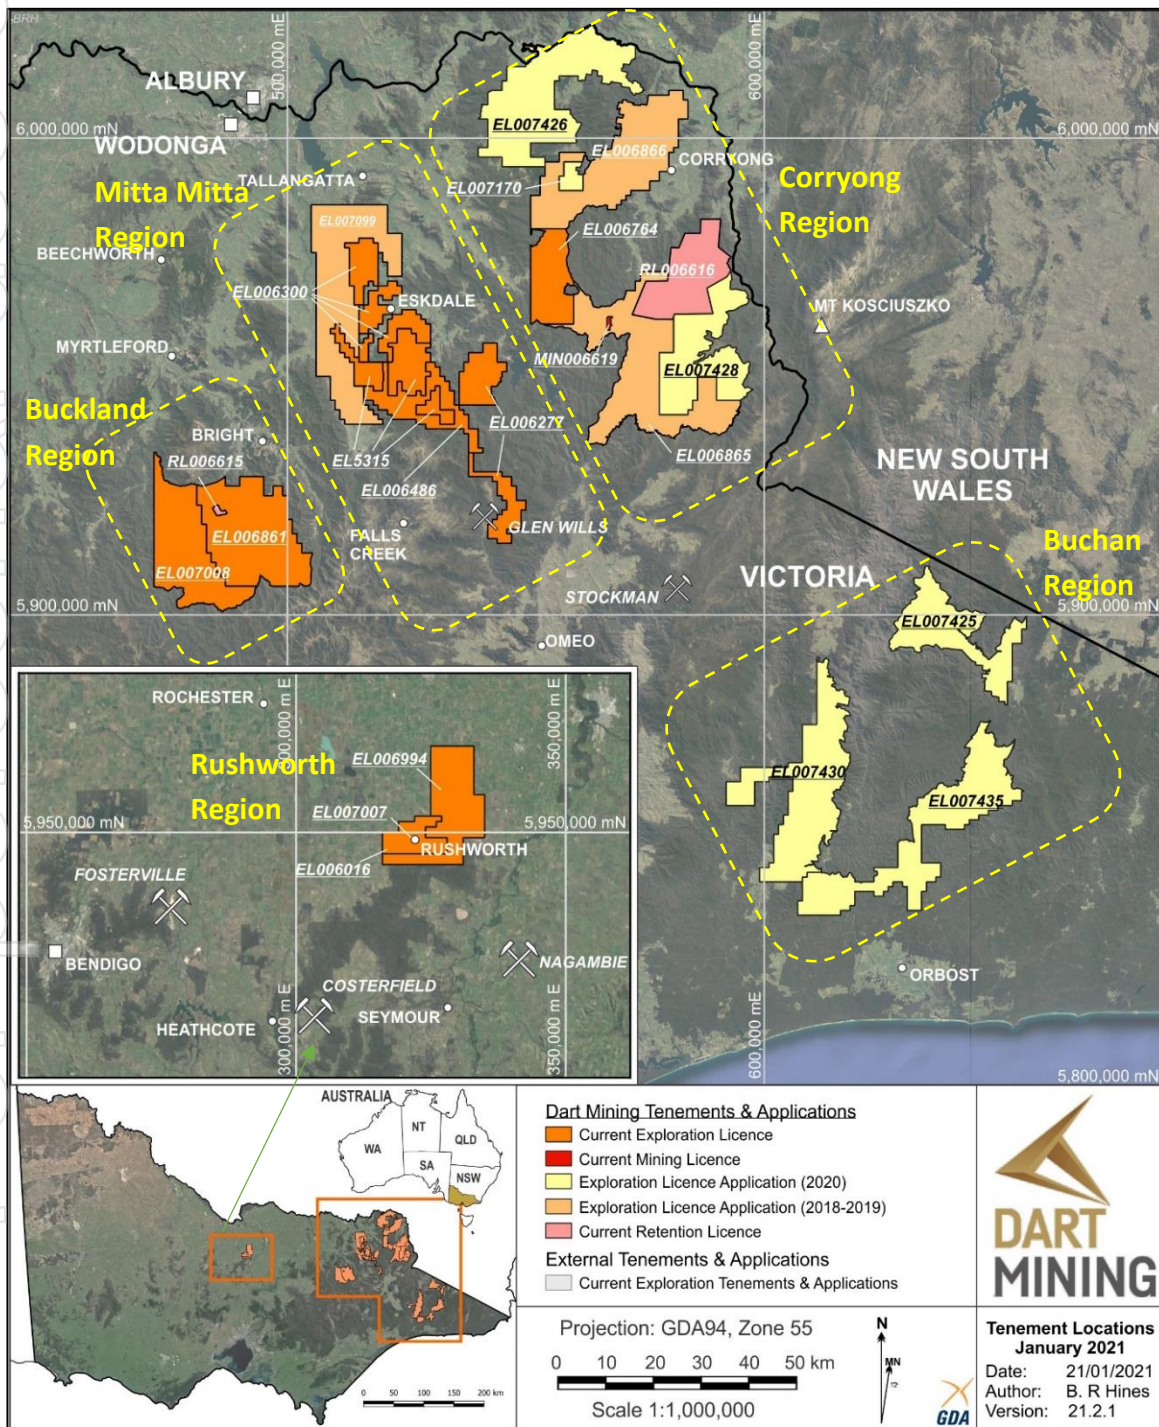 BRH
500,000 mE
600,000 mE
ALBURY
6,000,000 mN
6,000,000 mN
WODONGA
EL007426
EL006866
CORRYONG
TALLANGATTA
EL007170
Mitta Mitta
Region
Corryong
Region
EL007099
EL006764
BEECHWORTH
RL006616
EL006300
ESKDALE
MT KOSCIUSZKO
MYRTLEFORD
MIN006619
EL007428
Buckland
Region
BRIGHT
EL006277
RL006615
EL5315
EL006865
EL006486
NEW SOUTH
WALES
GLEN WILLS
FALLS
CREEK
EL006861
EL007008
Buchan
Region
VICTORIA
STOCKMAN
5,900,000 mN
5,900,000 mN
EL007425
OMEO
ROCHESTER
300,000 m E
350,000 m E
Rushworth
Region
EL006994
EL007007
5,950,000 mN
5,950,000 mN
RUSHWORTH
EL006016
EL007430
EL007435
FOSTERVILLE
BENDIGO
NAGAMBIE
COSTERFIELD
HEATHCOTE
SEYMOUR
300,000 m E
350,000 m E
ORBOST
600,000 mE
5,800,000 mN
AUSTRALIA
NT
QLD
WA
SA
NSW
0 50 100 150 200 km
Dart Mining Tenements & Applications
Current Exploration Licence
Current Mining Licence
Exploration Licence Application (2020)
Exploration Licence Application (2018-2019)
Current Retention Licence
External Tenements & Applications
Current Exploration Tenements & Applications
DART
MINING
Projection: GDA94, Zone 55
0 10 20 30 40 50 km
Scale 1:1,000,000
N
MN
GDA
Tenement Locations
January 2021
Date: 21/01/2021
Author: B. R Hines
Version: 21.2.1